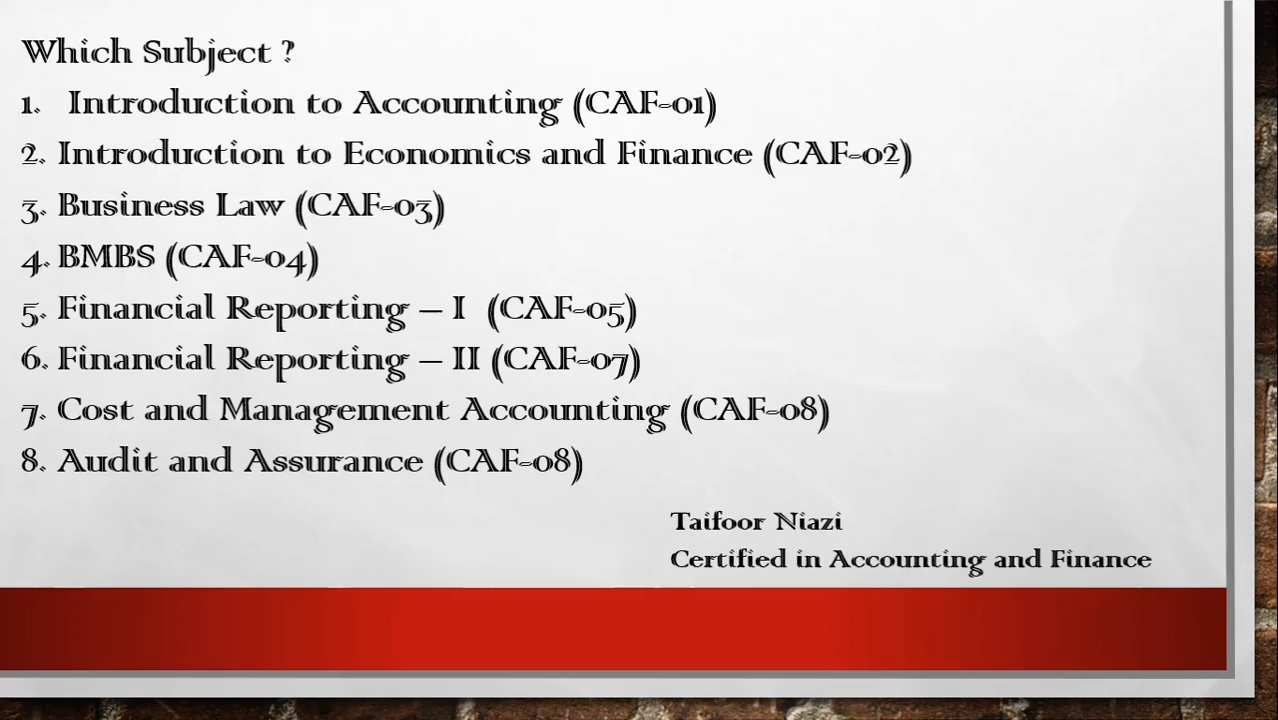 Which Subject ?
1. Introduction to Accounting (CAF-01)
2. Introduction to Economics and Finance (CAF-02)
3. Business Law (CAF-03)
4. BMBS (CAF-04)
5. Financial Reporting – I (CAF-05)
6. Financial Reporting – II (CAF-07)
7. Cost and Management Accounting (CAF-08)
8. Audit and Assurance (CAF-08)
Taifoor Niazi
Certified in Accounting and Finance